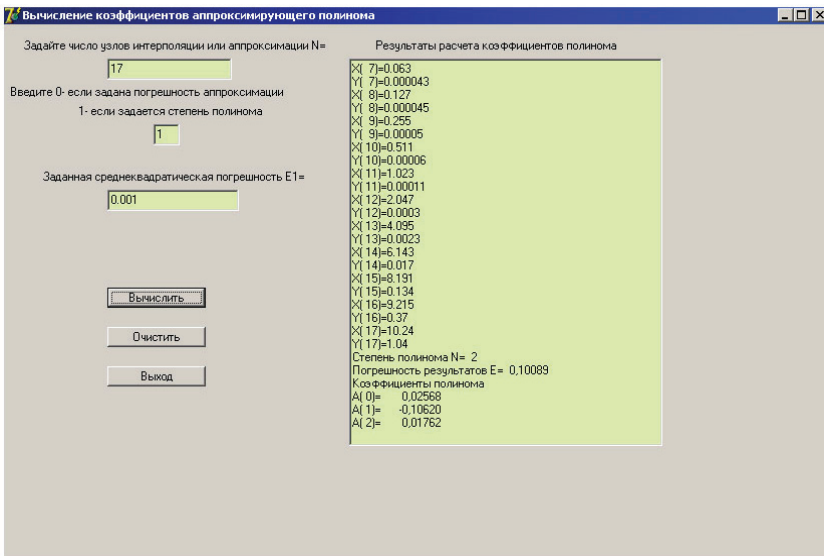 Вычисление коэффициентов аппроксимирующего полинома
Задайте число узлов интерполяции или аппроксимации N=
17
Введите 0- если задана погрешность аппроксимации
1- если задается степень полинома
1
Заданная среднеквадратическая погрешность E1=
0.001
Вычислить
Очистить
Выход
Результаты расчета коэффициентов полинома
X( 7)=0.063
Y( 7)=0.000043
X( 8)=0.127
Y( 8)=0.000045
X( 9)=0.255
Y( 9)=0.00005
X( 10)=0.511
Y( 10)=0.00006
X( 11)=1.023
Y( 11)=0.00011
X( 12)=2.047
Y( 12)=0.0003
X( 13)=4.095
Y( 13)=0.0023
X( 14)=6.143
Y( 14)=0.017
X( 15)=8.191
Y( 15)=0.134
X( 16)=9.215
Y( 16)=0.37
X( 17)=10.24
Y( 17)=1.04
Степень полинома N= 2
Погрешность результатов E= 0,10089
Коэффициенты полинома
A( 0)= 0,02568
A( 1)= -0,10620
A( 2)= 0,01762